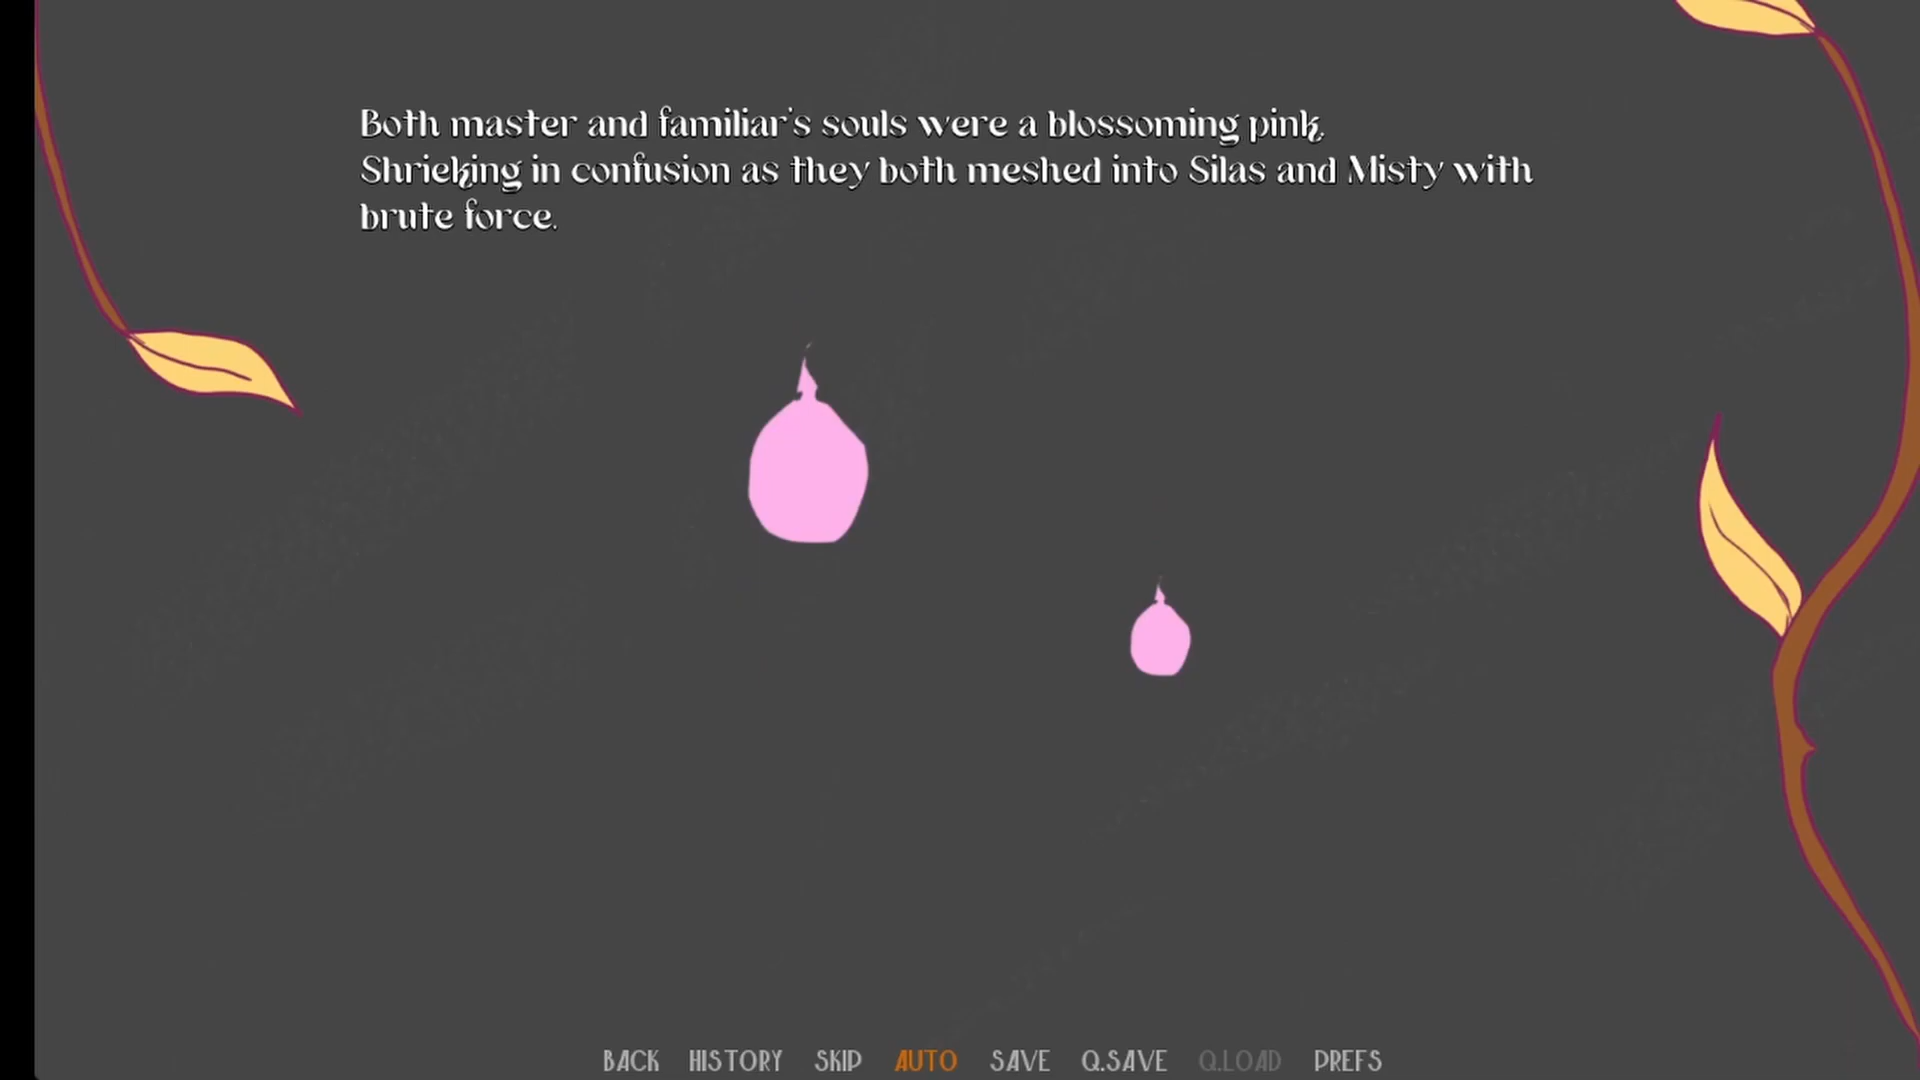 Both master and familiar's souls were a blossoming pink.
Shrieking in confusion as they both meshed into Silas and Misty with
brute force.
BACK HISTORY SKIP AUTO SAVE Q.SAVE Q.LOAD PREFS